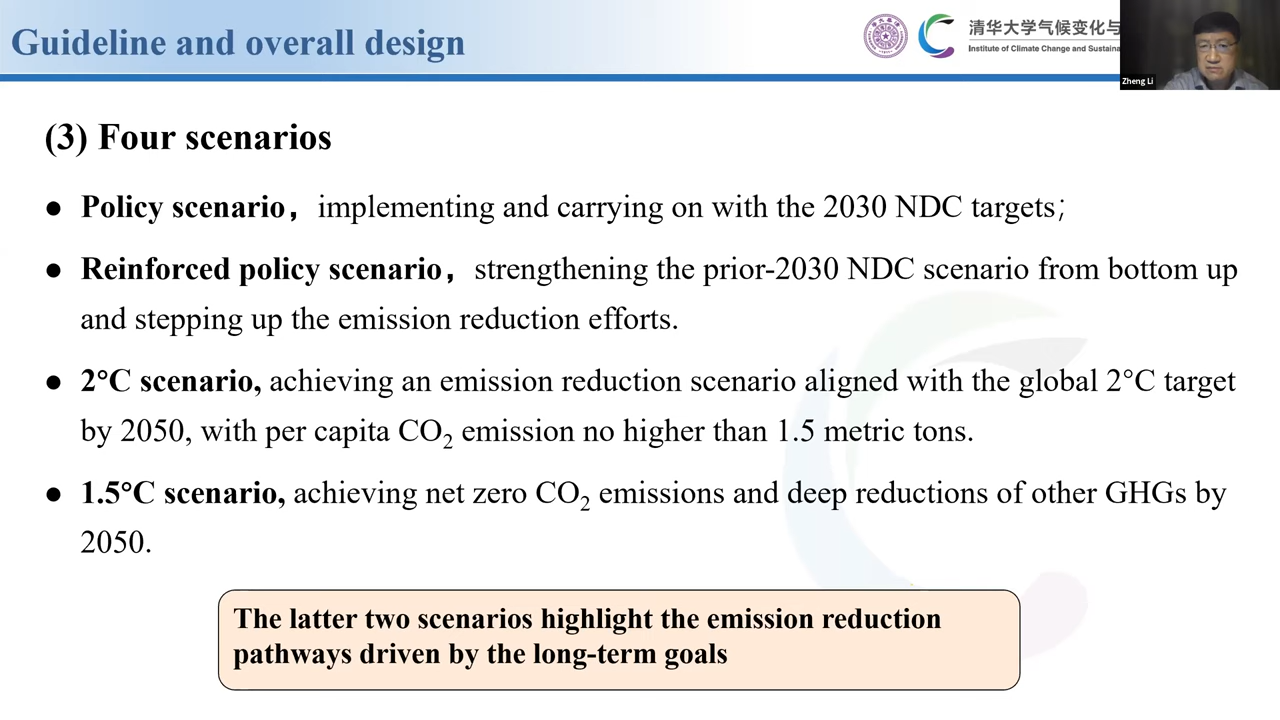 Guideline and overall design
清华大学气候变化与
Institute of Climate Change and Sustaina
Zheng Li
(3) Four scenarios
● Policy scenario，implementing and carrying on with the 2030 NDC targets；
● Reinforced policy scenario，strengthening the prior-2030 NDC scenario from bottom up
and stepping up the emission reduction efforts.
● 2°C scenario, achieving an emission reduction scenario aligned with the global 2°C target
by 2050, with per capita CO₂ emission no higher than 1.5 metric tons.
● 1.5°C scenario, achieving net zero CO₂ emissions and deep reductions of other GHGs by
2050.
The latter two scenarios highlight the emission reduction
pathways driven by the long-term goals